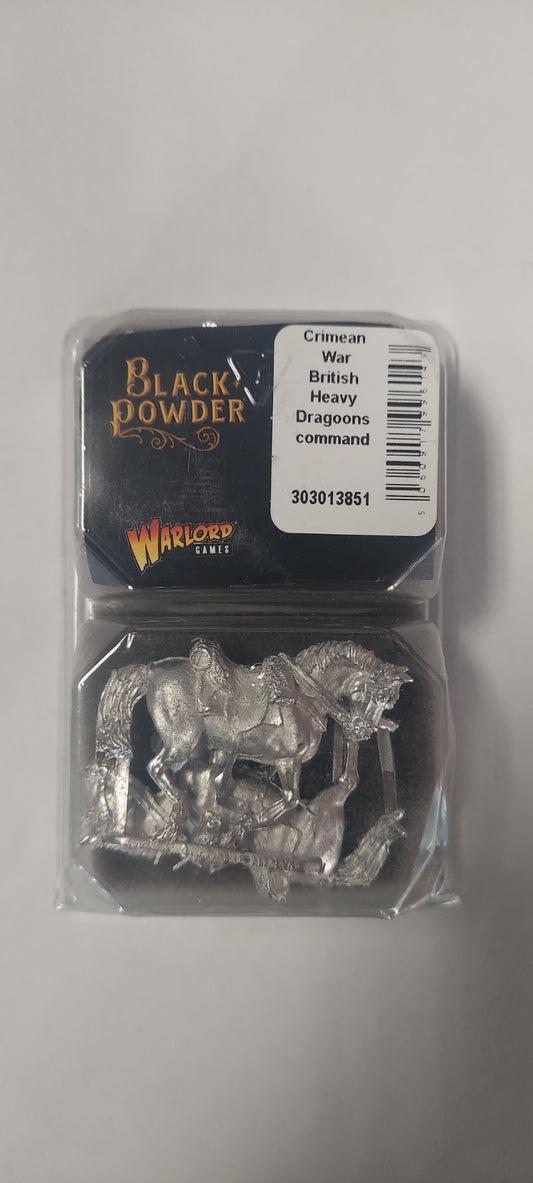 BLACK
POWDER
WARLORD
GAMES
Crimean
War
British
Heavy
Dragoons
command
303013851